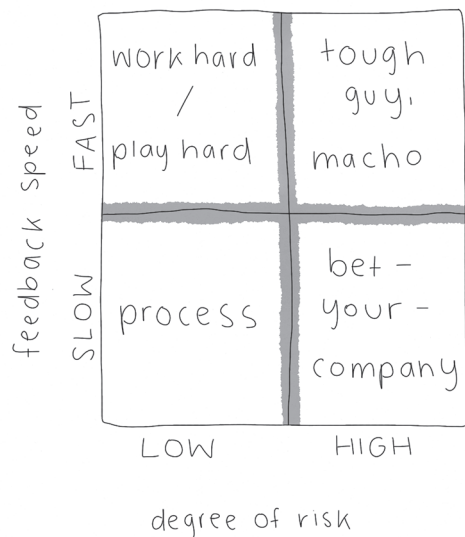 work hard
/
play hard
tough
guy,
macho
feedback speed
FAST
SLOW
process
bet -
your -
company
LOW
HIGH
degree of risk